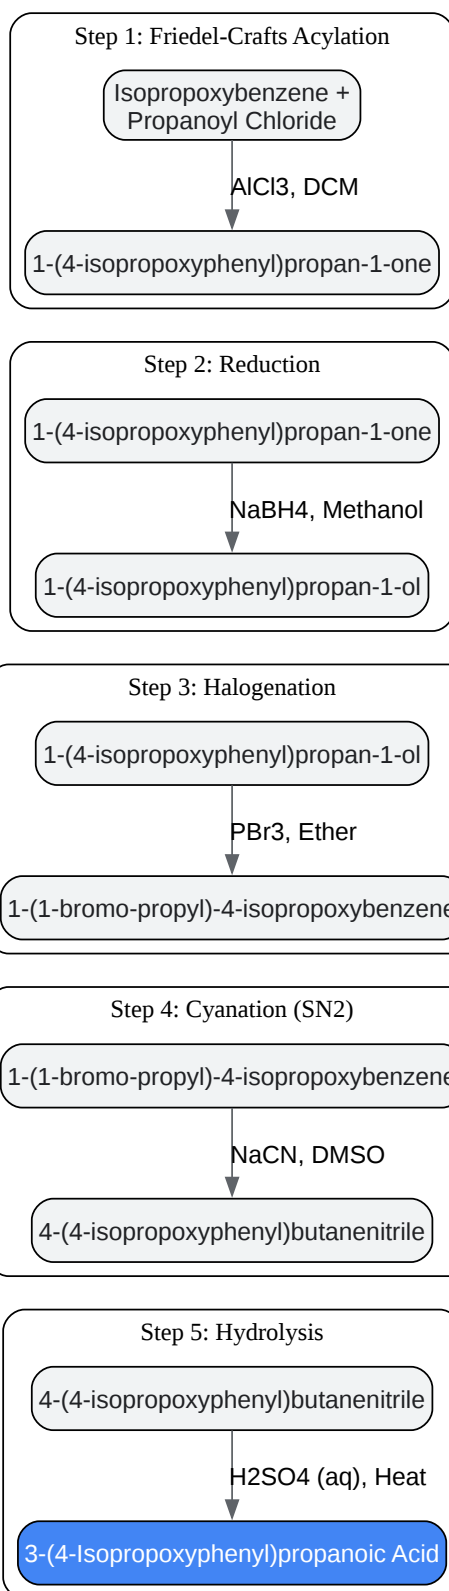 Step 1: Friedel-Crafts Acylation
Isopropoxybenzene +
Propanoyl Chloride
AlCl3, DCM
1-(4-isopropoxyphenyl)propan-1-one
Step 2: Reduction
1-(4-isopropoxyphenyl)propan-1-one
NaBH4, Methanol
1-(4-isopropoxyphenyl)propan-1-ol
Step 3: Halogenation
1-(4-isopropoxyphenyl)propan-1-ol
PBr3, Ether
1-(1-bromo-propyl)-4-isopropoxybenzene
Step 4: Cyanation (SN2)
1-(1-bromo-propyl)-4-isopropoxybenzene
NaCN, DMSO
4-(4-isopropoxyphenyl)butanenitrile
Step 5: Hydrolysis
4-(4-isopropoxyphenyl)butanenitrile
H2SO4 (aq), Heat
3-(4-Isopropoxyphenyl)propanoic Acid